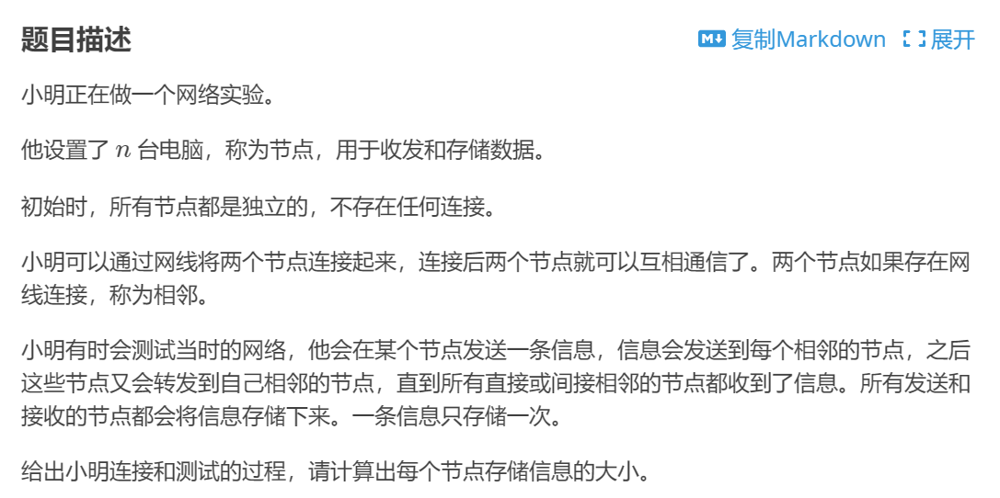 题目描述
复制Markdown 展开
小明正在做一个网络实验。
他设置了 n 台电脑，称为节点，用于收发和存储数据。
初始时，所有节点都是独立的，不存在任何连接。
小明可以通过网线将两个节点连接起来，连接后两个节点就可以互相通信了。两个节点如果存在网
线连接，称为相邻。
小明有时会测试当时的网络，他会在某个节点发送一条信息，信息会发送到每个相邻的节点，之后
这些节点又会转发到自己相邻的节点，直到所有直接或间接相邻的节点都收到了信息。所有发送和
接收的节点都会将信息存储下来。一条信息只存储一次。
给出小明连接和测试的过程，请计算出每个节点存储信息的大小。